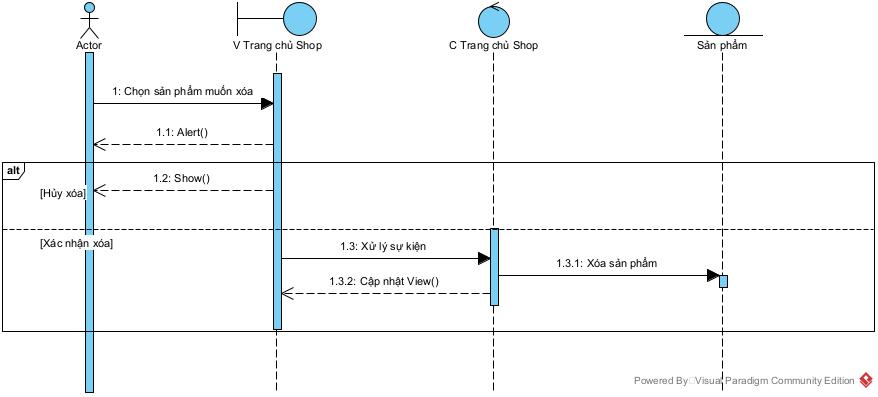 Actor
V Trang chủ Shop
C Trang chủ Shop
Sản phẩm
1: Chọn sản phẩm muốn xóa
1.1: Alert()
alt
1.2: Show()
[Hủy xóa]
[Xác nhận xóa]
1.3: Xử lý sự kiện
1.3.1: Xóa sản phẩm
1.3.2: Cập nhật View()
Powered By Visual Paradigm Community Edition